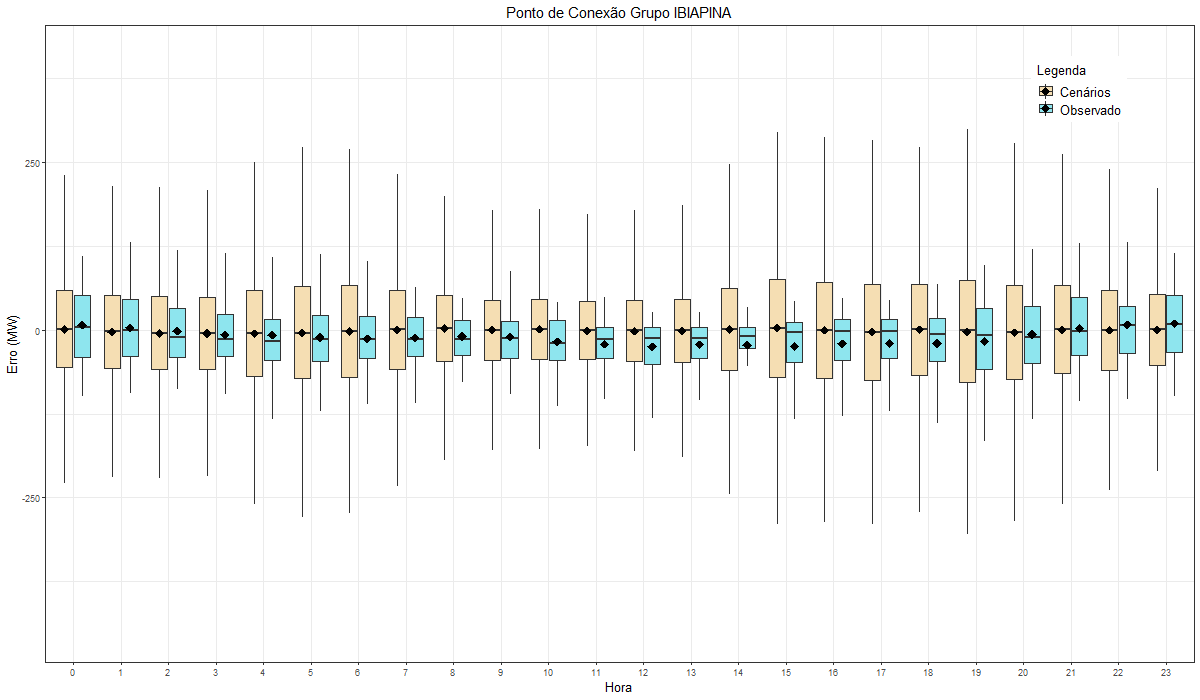 Ponto de Conexão Grupo IBIAPINA
Legenda
Cenários
Observado
250
0
-250
Erro (MW)
0 1 2 3 4 5 6 7 8 9 10 11 12 13 14 15 16 17 18 19 20 21 22 23
Hora